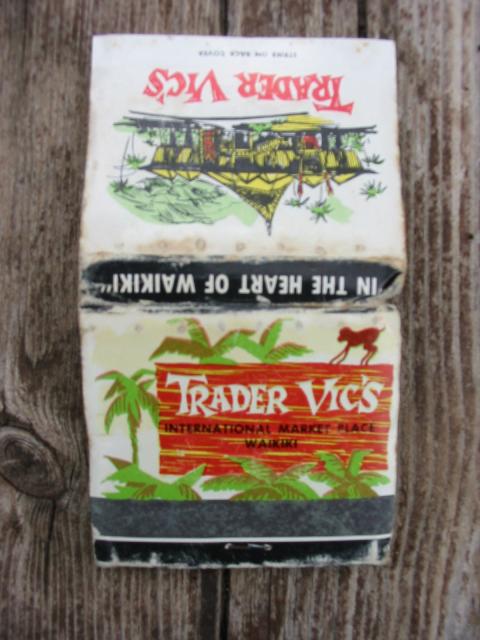 STRIKE ON BACK COVER
TRADER VIC'S
"IN THE HEART OF WAIKIKI"
TRADER VIC'S
INTERNATIONAL MARKET PLACE
WAIKIKI